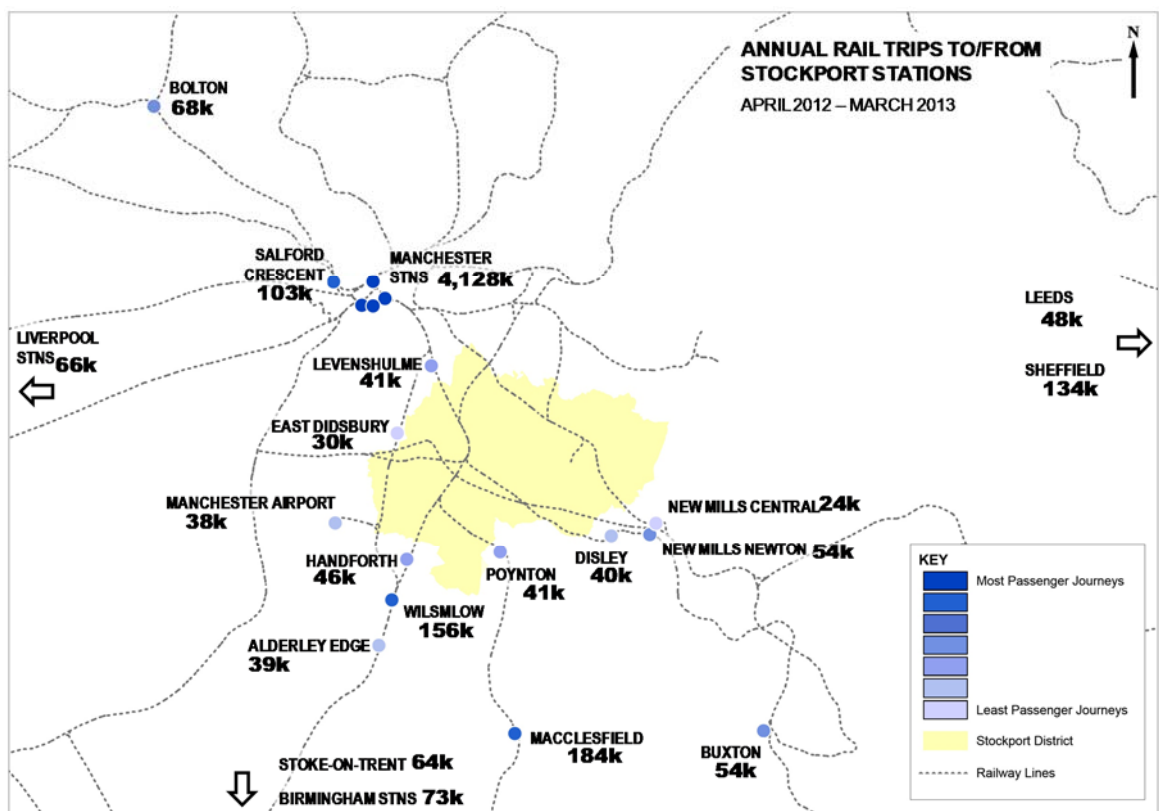 ANNUAL RAIL TRIPS TO/FROM
STOCKPORT STATIONS
APRIL 2012 – MARCH 2013
N
BOLTON
68k
SALFORD
CRESCENT
103k
MANCHESTER
STNS 4,128k
LEEDS
48k
LIVERPOOL
STNS 66k
SHEFFIELD
134k
LEVENSHULME
41k
EAST DIDSBURY
30k
MANCHESTER AIRPORT
38k
NEW MILLS CENTRAL 24k
NEW MILLS NEWTON 54k
HANDFORTH
46k
POYNTON
41k
DISLEY
40k
WILSMLOW
156k
ALDERLEY EDGE
39k
MACCLESFIELD
184k
BUXTON
54k
STOKE-ON-TRENT 64k
BIRMINGHAM STNS 73k
KEY
Most Passenger Journeys
Least Passenger Journeys
Stockport District
Railway Lines